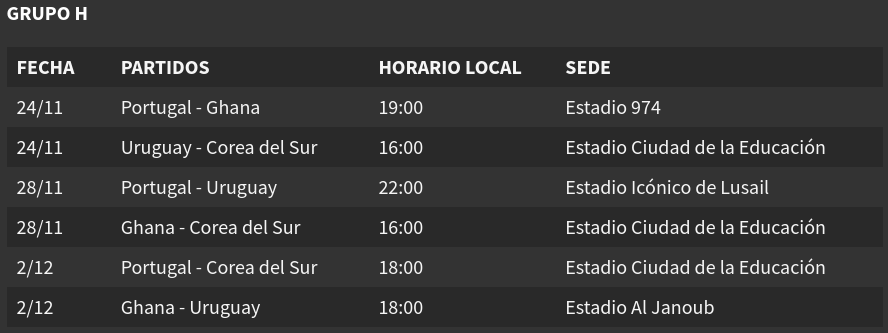 GRUPO H
FECHA PARTIDOS HORARIO LOCAL SEDE
24/11 Portugal - Ghana 19:00 Estadio 974
24/11 Uruguay - Corea del Sur 16:00 Estadio Ciudad de la Educación
28/11 Portugal - Uruguay 22:00 Estadio Icónico de Lusail
28/11 Ghana - Corea del Sur 16:00 Estadio Ciudad de la Educación
2/12 Portugal - Corea del Sur 18:00 Estadio Ciudad de la Educación
2/12 Ghana - Uruguay 18:00 Estadio Al Janoub